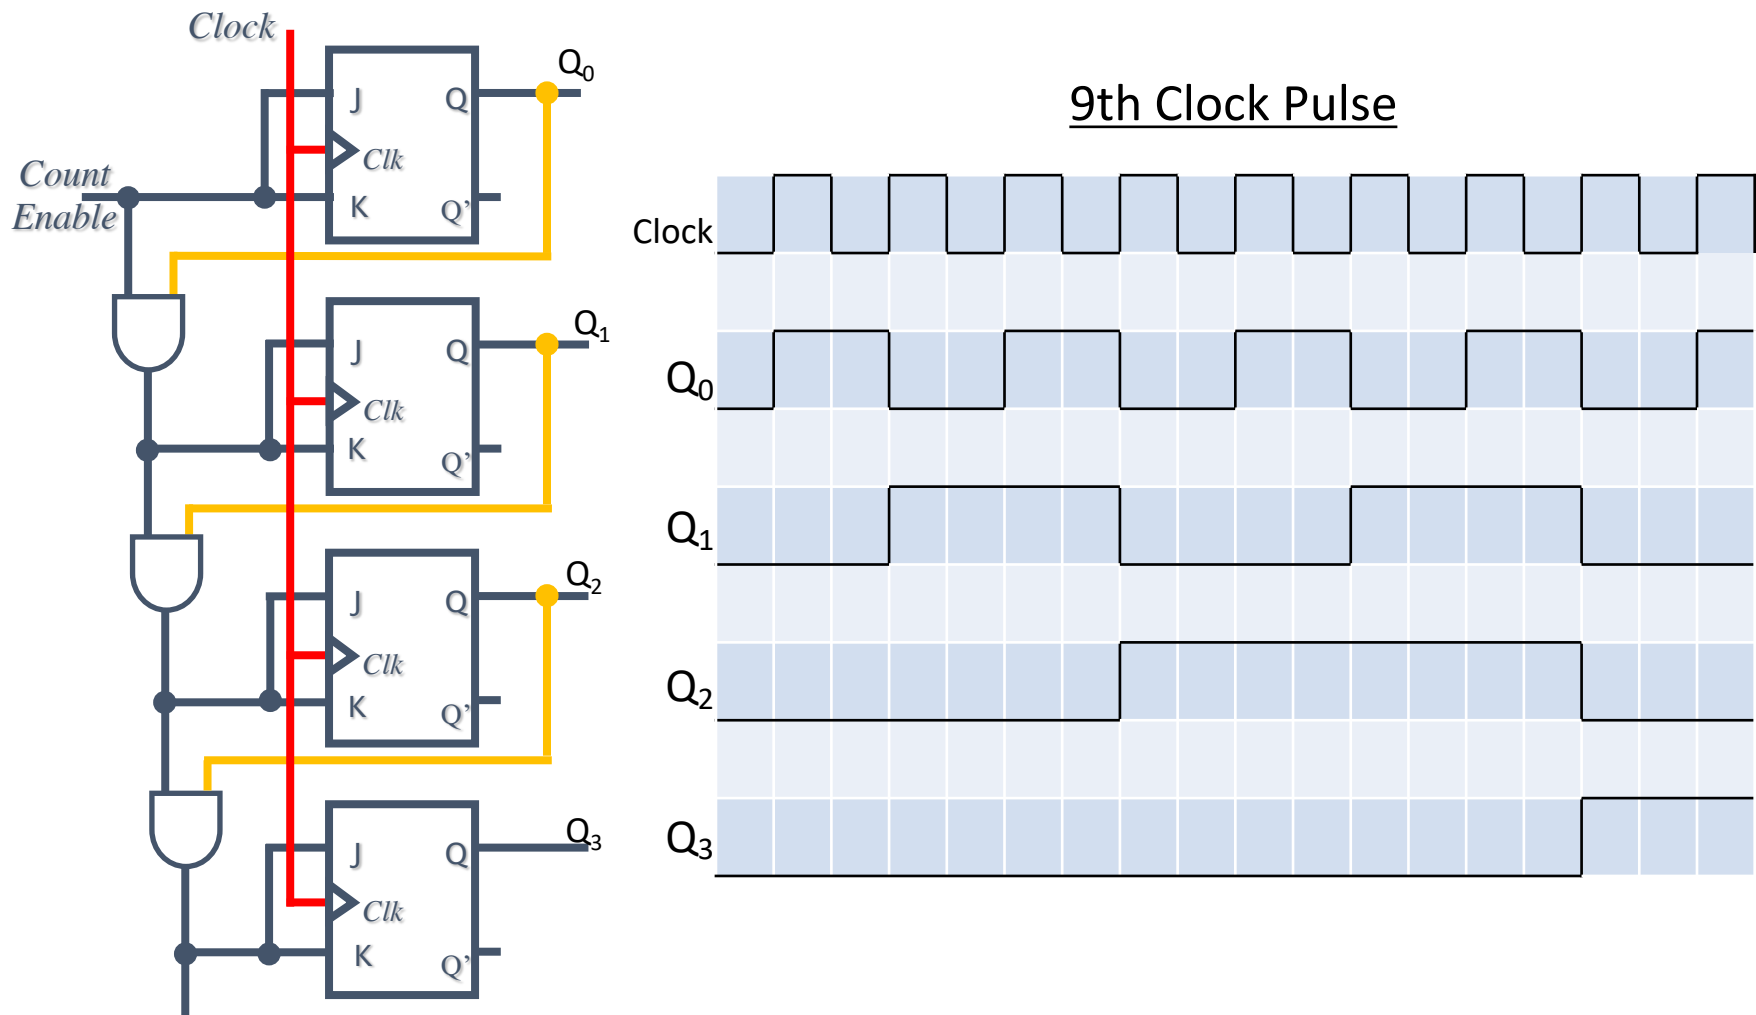 Clock
Q0
J Q
Clk
K Q’
Count
Enable
Q1
J Q
Clk
K Q’
Q2
J Q
Clk
K Q’
Q3
J Q
Clk
K Q’
9th Clock Pulse
Clock
Q0
Q1
Q2
Q3